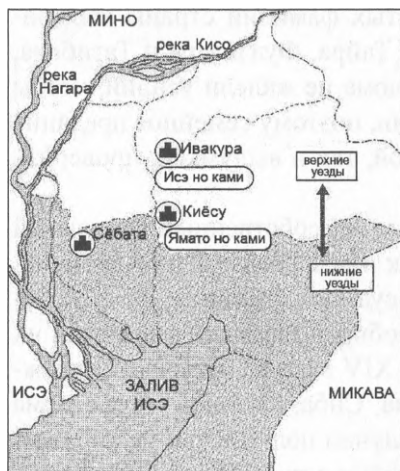 МИНО
река Кисо
река
Нагара
Ивакура
Исэ но ками
верхние
уезды
Киёсу
Ямато но ками
Сёбата
нижние
уезды
ИСЭ
ЗАЛИВ
ИСЭ
МИКАВА